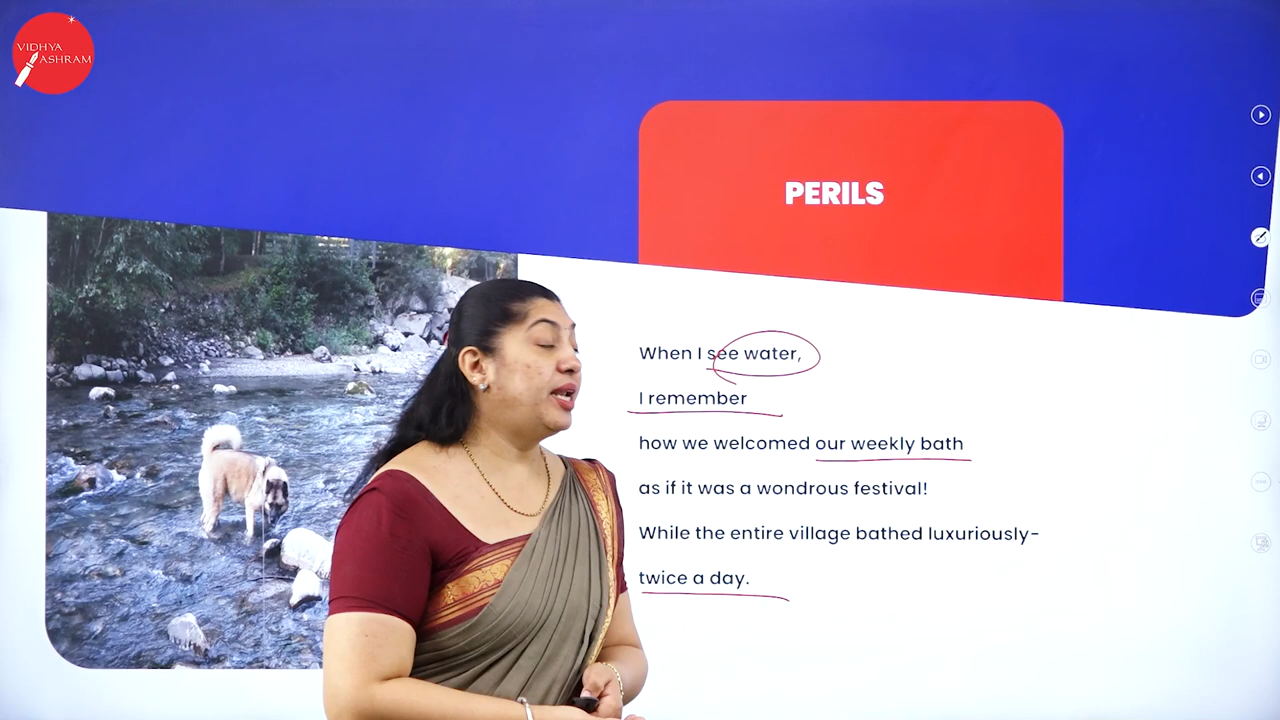 VIDHYA
ASHRAM
PERILS
When I see water,
I remember
how we welcomed our weekly bath
as if it was a wondrous festival!
While the entire village bathed luxuriously-
twice a day.